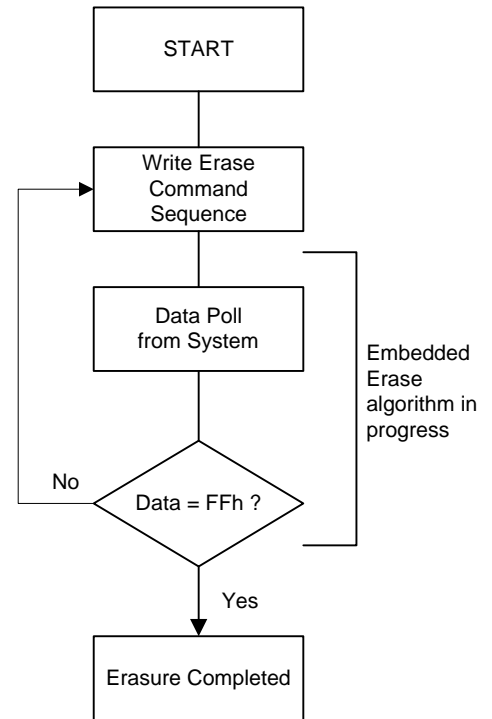 START
Write Erase
Command
Sequence
Data Poll
from System
Embedded
Erase
algorithm in
progress
No
Data = FFh ?
Yes
Erasure Completed